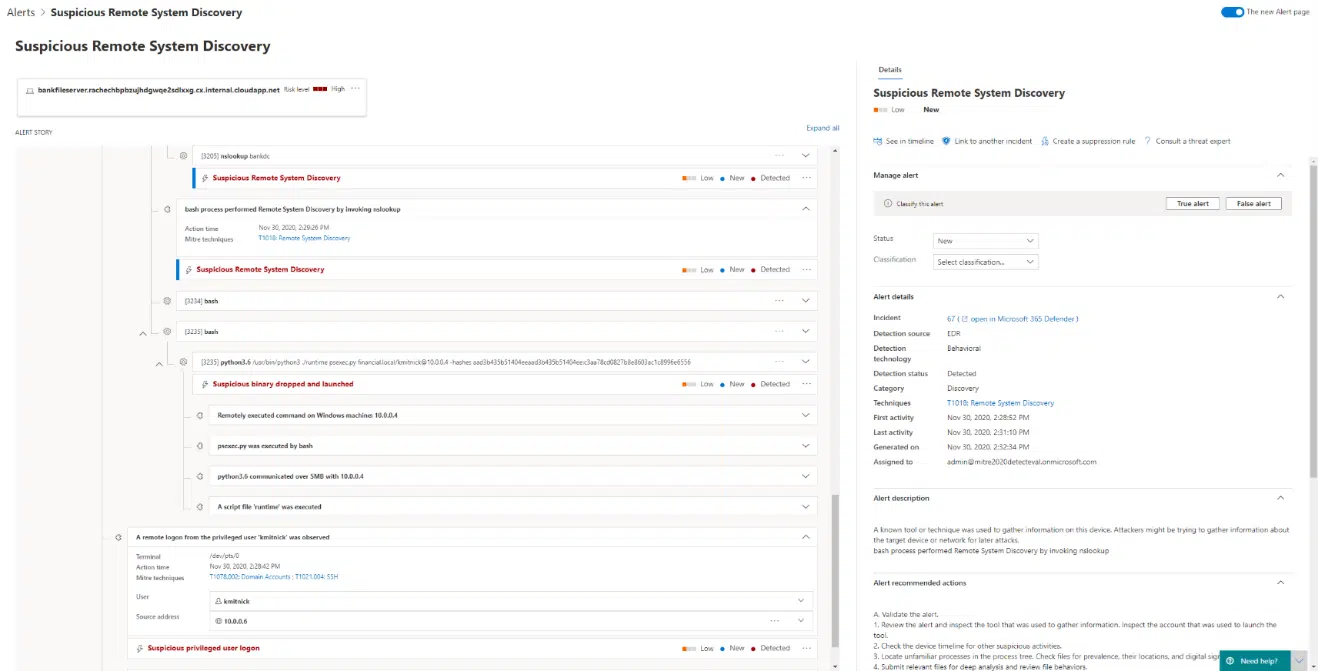 Alerts > Suspicious Remote System Discovery
The new Alert page
Suspicious Remote System Discovery
bankfileserver.rachechbpbzujhdgwqe2sdlxxg.cx.internal.cloudapp.net Risk level High ...
ALERT STORY
Expand all
[3205] nslookup bankdc ...
Suspicious Remote System Discovery Low New Detected ...
bash process performed Remote System Discovery by invoking nslookup
Action time Nov 30, 2020, 2:29:26 PM
Mitre techniques T1018: Remote System Discovery
Suspicious Remote System Discovery Low New Detected ...
[3234] bash ...
[3235] bash ...
[3235] python3.6 /usr/bin/python3 ./runtime psexec.py financial.local/kmitnick@10.0.0.4 -hashes ...
Suspicious binary dropped and launched Low New Detected ...
Remotely executed command on Windows machine: 10.0.0.4
psexec.py was executed by bash
python3.6 communicated over SMB with 10.0.0.4
A script file 'runtime' was executed
A remote logon from the privileged user 'kmitnick' was observed
Terminal /dev/pts/0
Action time Nov 30, 2020, 2:28:42 PM
Mitre techniques T1078.002: Domain Accounts ; T1021.004: SSH
User kmitnick
Source address 10.0.0.6 ...
Suspicious privileged user logon Low New Detected ...
Details
Suspicious Remote System Discovery
Low New
See in timeline Link to another incident Create a suppression rule ? Consult a threat expert
Manage alert
Classify this alert True alert False alert
Status New
Classification Select classification...
Alert details
Incident 67 ( open in Microsoft 365 Defender )
Detection source EDR
Detection technology Behavioral
Detection status Detected
Category Discovery
Techniques T1018: Remote System Discovery
First activity Nov 30, 2020, 2:28:52 PM
Last activity Nov 30, 2020, 2:31:10 PM
Generated on Nov 30, 2020, 2:32:34 PM
Assigned to admin@mitre2020detecteval.onmicrosoft.com
Alert description
A known tool or technique was used to gather information on this device. Attackers might be trying to gather information about
the target device or network for later attacks.
bash process performed Remote System Discovery by invoking nslookup
Alert recommended actions
A. Validate the alert.
1. Review the alert and inspect the tool that was used to gather information. Inspect the account that was used to launch the
tool.
2. Check the device timeline for other suspicious activities.
3. Locate unfamiliar processes in the process tree. Check files for prevalence, their locations, and digital
4. Submit relevant files for deep analysis and review file behaviors.
Need help?